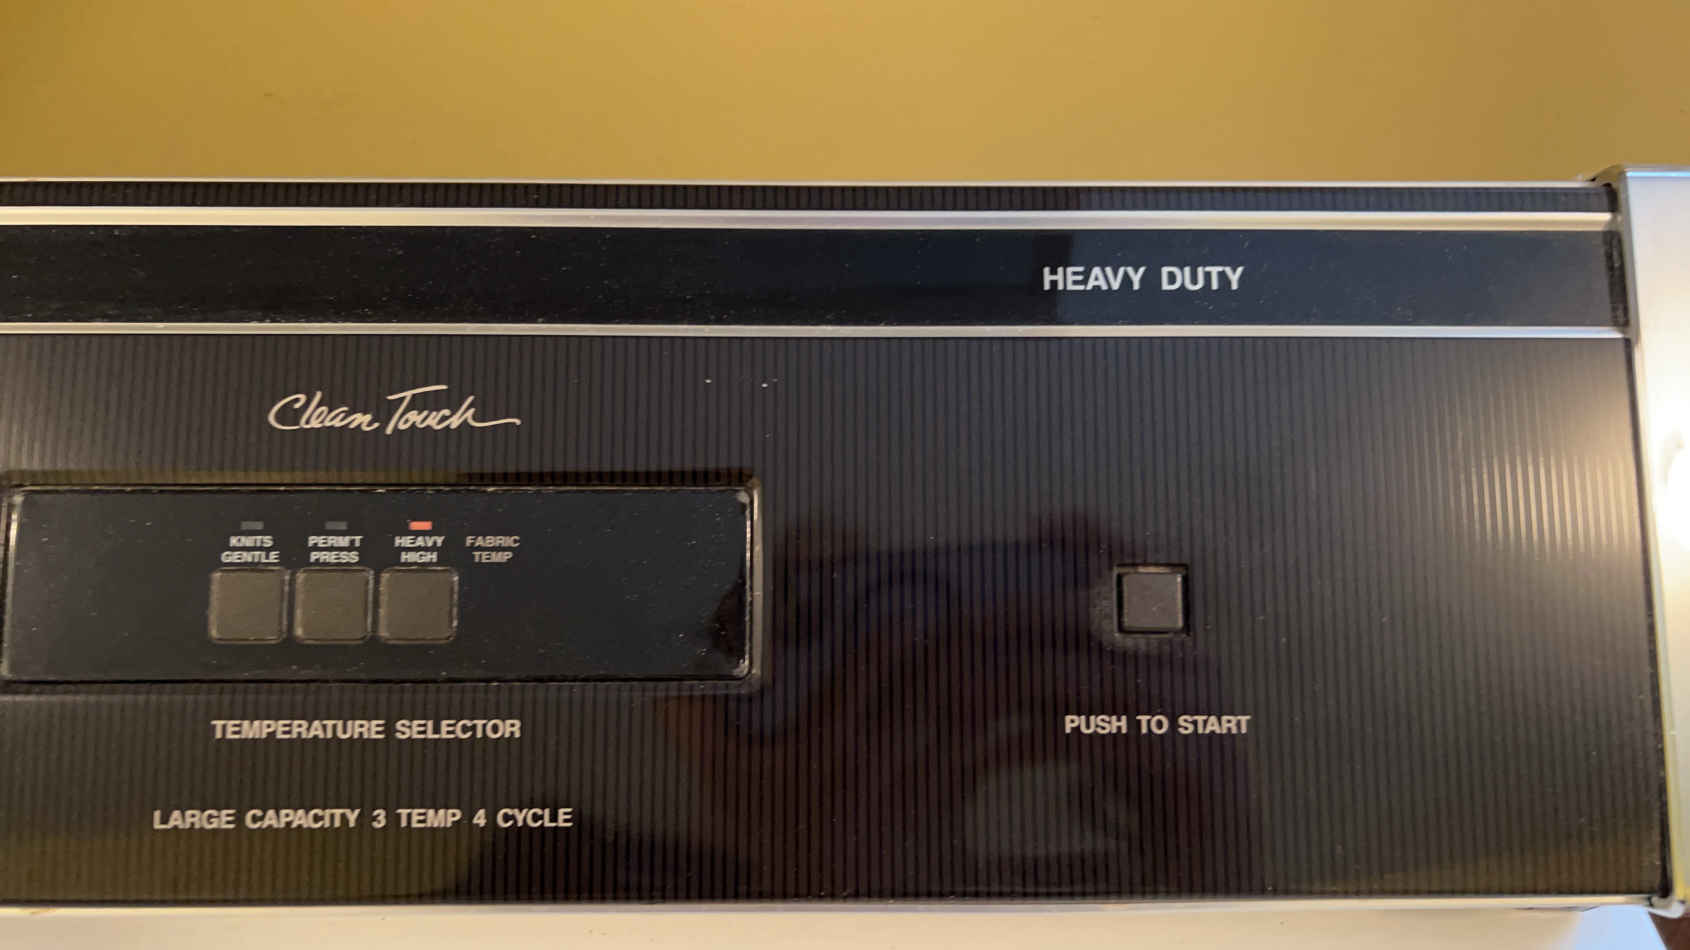 HEAVY DUTY
Clean Touch
KNITS GENTLE
PERM'T PRESS
HEAVY HIGH
FABRIC TEMP
TEMPERATURE SELECTOR
PUSH TO START
LARGE CAPACITY 3 TEMP 4 CYCLE